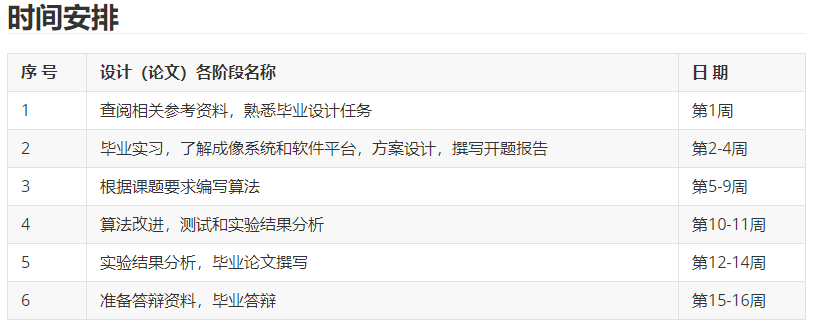 时间安排
序 号 设计（论文）各阶段名称 日 期
1 查阅相关参考资料，熟悉毕业设计任务 第1周
2 毕业实习，了解成像系统和软件平台，方案设计，撰写开题报告 第2-4周
3 根据课题要求编写算法 第5-9周
4 算法改进，测试和实验结果分析 第10-11周
5 实验结果分析，毕业论文撰写 第12-14周
6 准备答辩资料，毕业答辩 第15-16周